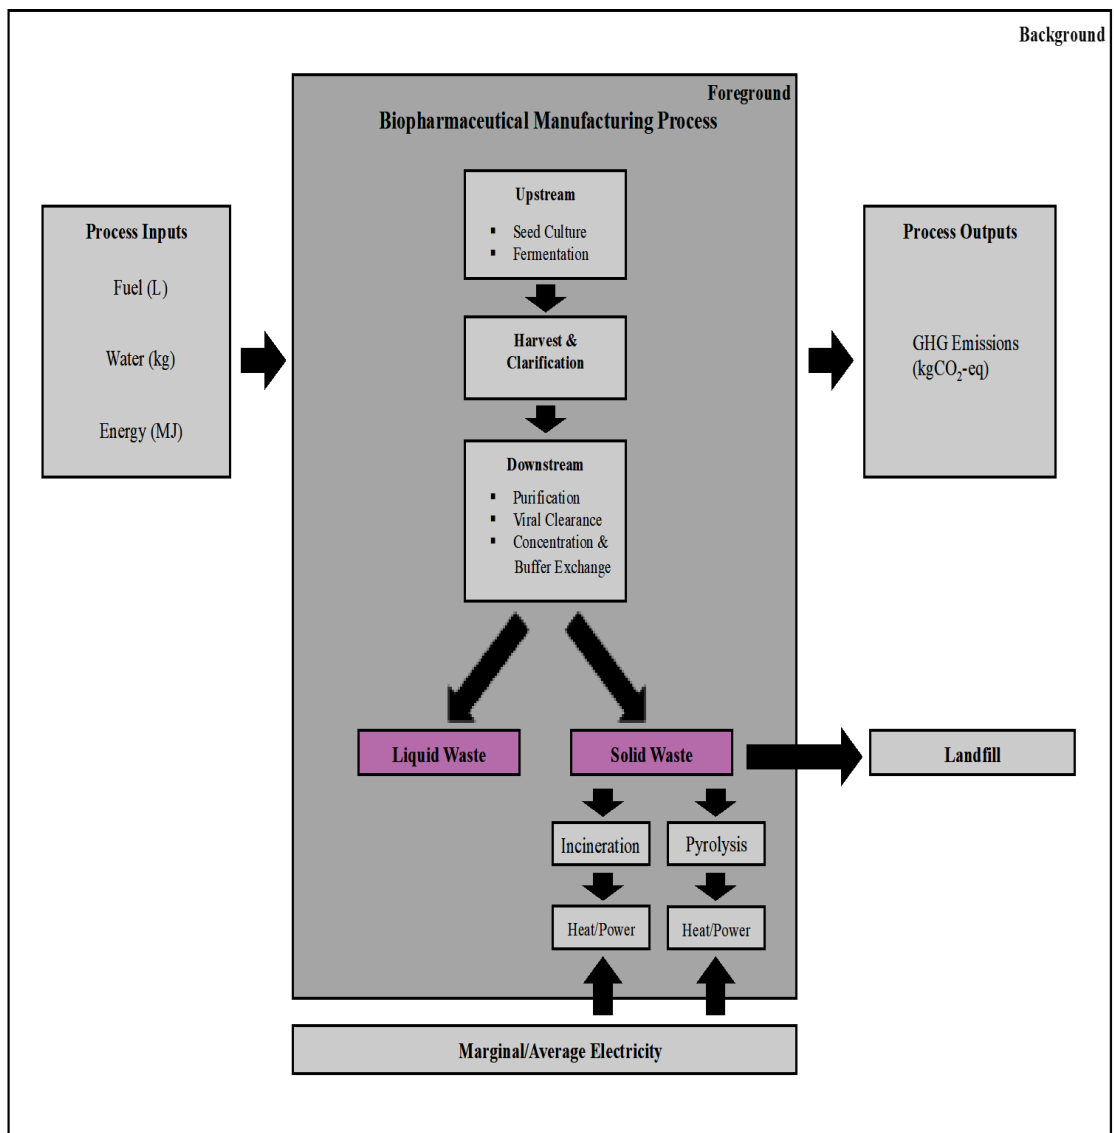 Background
Foreground
Biopharmaceutical Manufacturing Process
Process Inputs
Fuel (L)
Water (kg)
Energy (MJ)
Upstream
▪ Seed Culture
▪ Fermentation
Harvest &
Clarification
Downstream
▪ Purification
▪ Viral Clearance
▪ Concentration &
Buffer Exchange
Process Outputs
GHG Emissions
(kgCO₂-eq)
Liquid Waste
Solid Waste
Landfill
Incineration
Pyrolysis
Heat/Power
Heat/Power
Marginal/Average Electricity